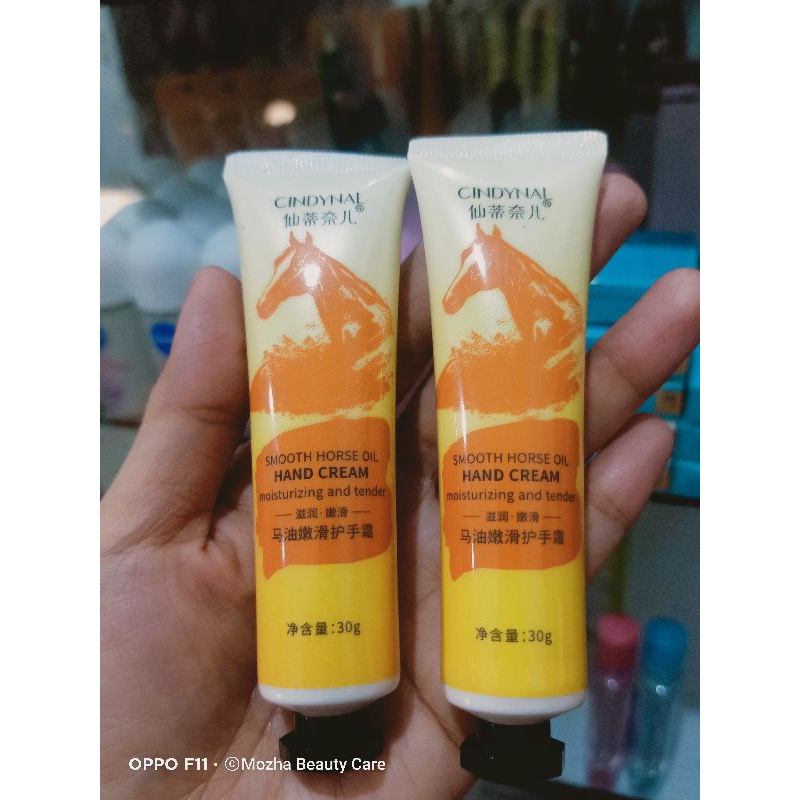 CINDYNAL®
仙蒂奈儿
SMOOTH HORSE OIL
HAND CREAM
moisturizing and tender
滋润·嫩滑
马油嫩滑护手霜
净含量：30g
CINDYNAL®
仙蒂奈儿
SMOOTH HORSE OIL
HAND CREAM
moisturizing and tender
滋润·嫩滑
马油嫩滑护手霜
净含量：30g
OPPO F11 · ©Mozha Beauty Care